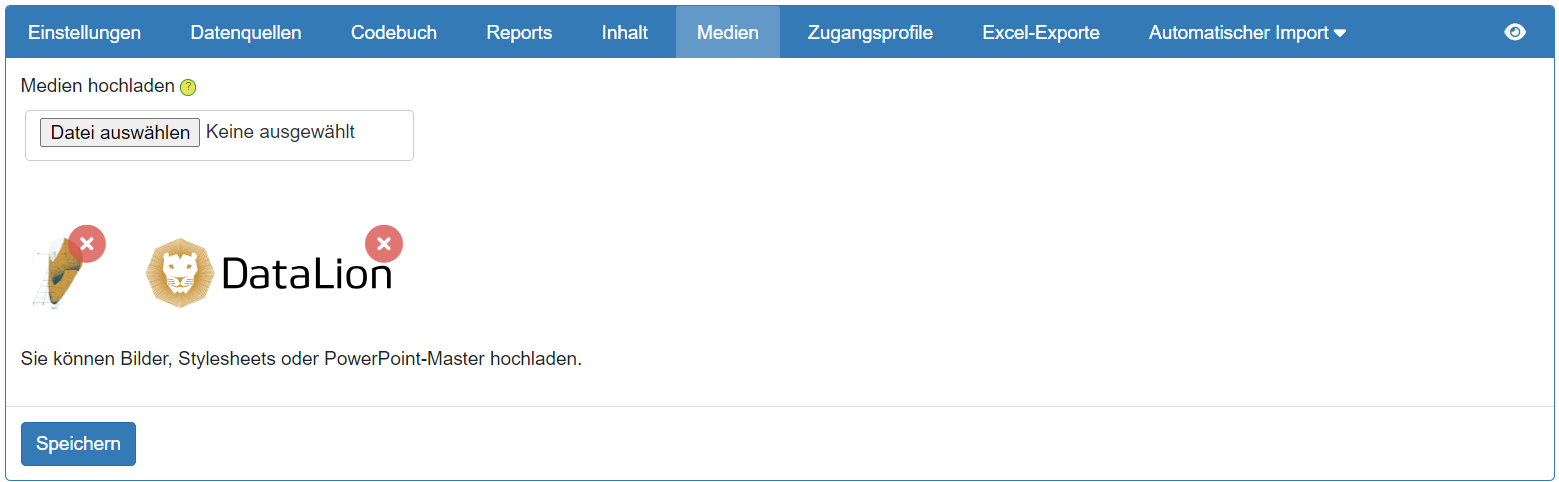 Einstellungen Datenquellen Codebuch Reports Inhalt Medien Zugangsprofile Excel-Exporte Automatischer Import
Medien hochladen ?
Datei auswählen Keine ausgewählt
DataLion
Sie können Bilder, Stylesheets oder PowerPoint-Master hochladen.
Speichern